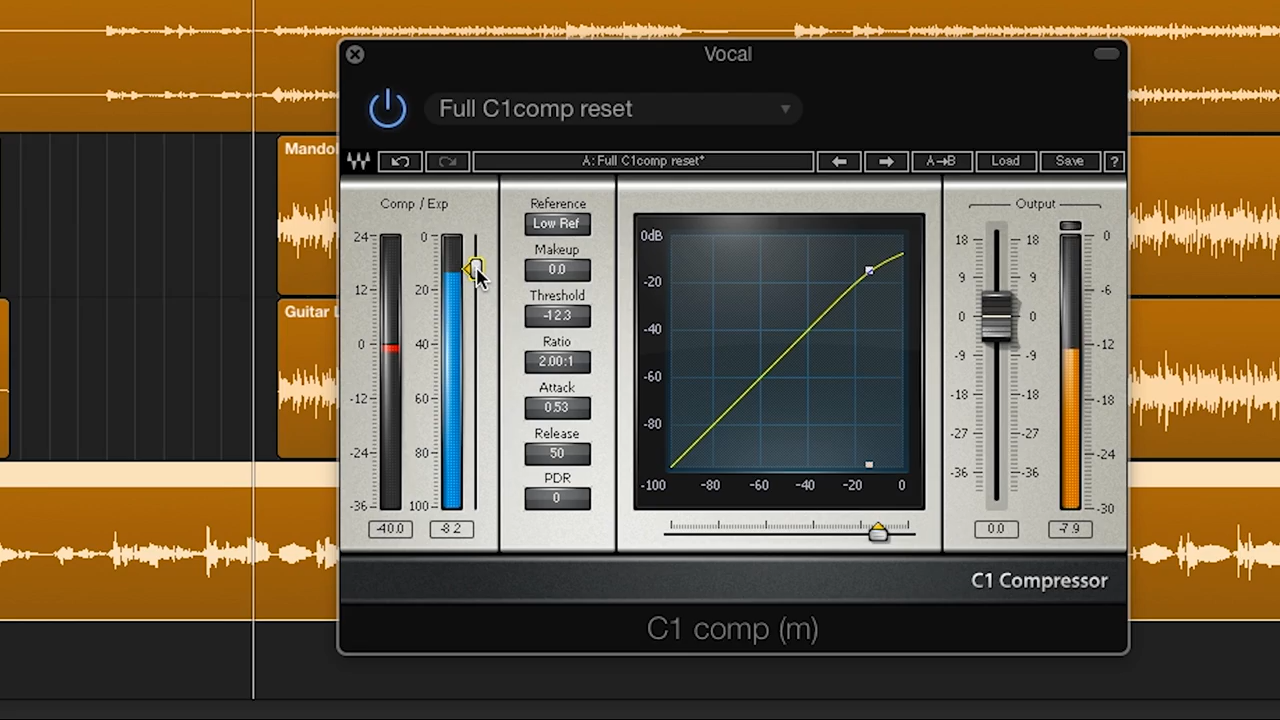 Vocal
Full C1comp reset
A: Full C1comp reset*
A→B
Load
Save
?
Mandol
Guitar L
Comp / Exp
24
12
0
-12
-24
-36
-40.0
0
20
40
60
80
100
-8.2
Reference
Low Ref
Makeup
0.0
Threshold
-12.3
Ratio
2.00:1
Attack
0.53
Release
50
PDR
0
0dB
-20
-40
-60
-80
-100 -80 -60 -40 -20 0
Output
18 18 0
9 9 -6
0 0 -12
-9 -9 -18
-18 -18 -24
-27 -27 -30
-36 -36
0.0 -7.9
C1 Compressor
C1 comp (m)